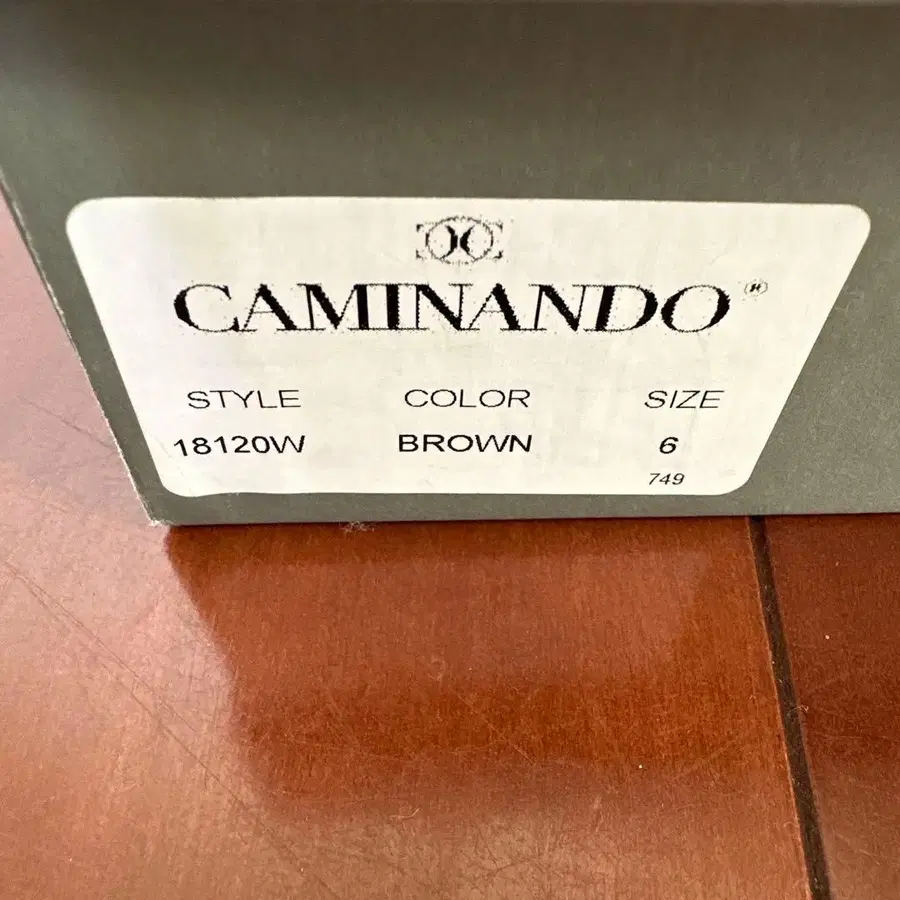 CAMINANDO®
STYLE COLOR SIZE
18120W BROWN 6
749